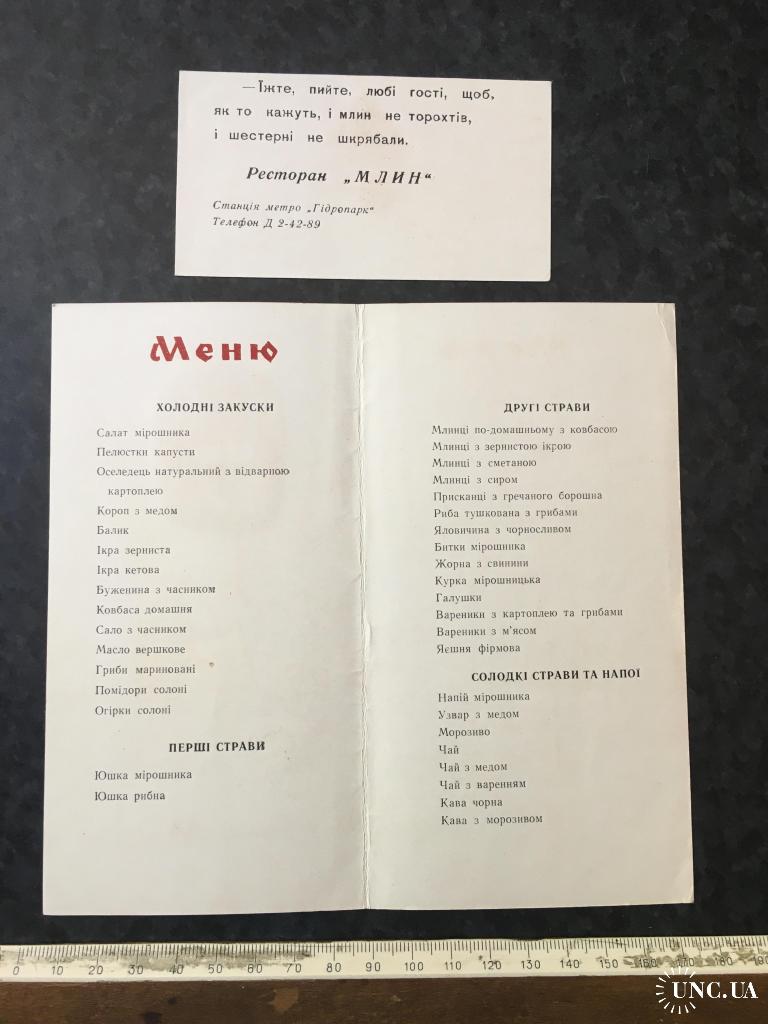 — Їжте, пийте, любі гості, щоб,
як то кажуть, і млин не торохтів,
і шестерні не шкрябали.
Ресторан „МЛИН“
Станція метро „Гідропарк“
Телефон Д 2-42-89
Меню
ХОЛОДНІ ЗАКУСКИ
Салат мірошника
Пелюстки капусти
Оселедець натуральний з відварною
картоплею
Короп з медом
Балик
Ікра зерниста
Ікра кетова
Буженина з часником
Ковбаса домашня
Сало з часником
Масло вершкове
Гриби мариновані
Помідори солоні
Огірки солоні
ПЕРШІ СТРАВИ
Юшка мірошника
Юшка рибна
ДРУГІ СТРАВИ
Млинці по-домашньому з ковбасою
Млинці з зернистою ікрою
Млинці з сметаною
Млинці з сиром
Присканці з гречаного борошна
Риба тушкована з грибами
Яловичина з чорносливом
Битки мірошника
Жорна з свинини
Курка мірошницька
Галушки
Вареники з картоплею та грибами
Вареники з м'ясом
Яєшня фірмова
СОЛОДКІ СТРАВИ ТА НАПОЇ
Напій мірошника
Узвар з медом
Морозиво
Чай
Чай з медом
Чай з варенням
Кава чорна
Кава з морозивом
0 10 20 30 40 50 60 70 80 90 100 110 120 130 140 150 160 170 180 190
UNC.UA